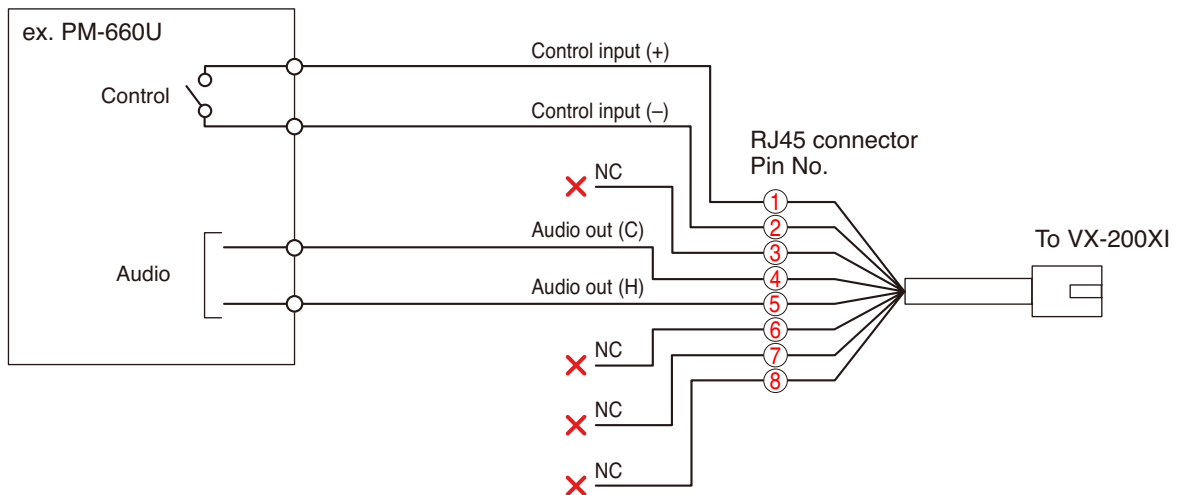 ex. PM-660U
Control input (+)
Control
Control input (–)
RJ45 connector
Pin No.
NC
1
2
Audio out (C)
3
To VX-200XI
Audio
4
Audio out (H)
5
6
NC
7
8
NC
NC